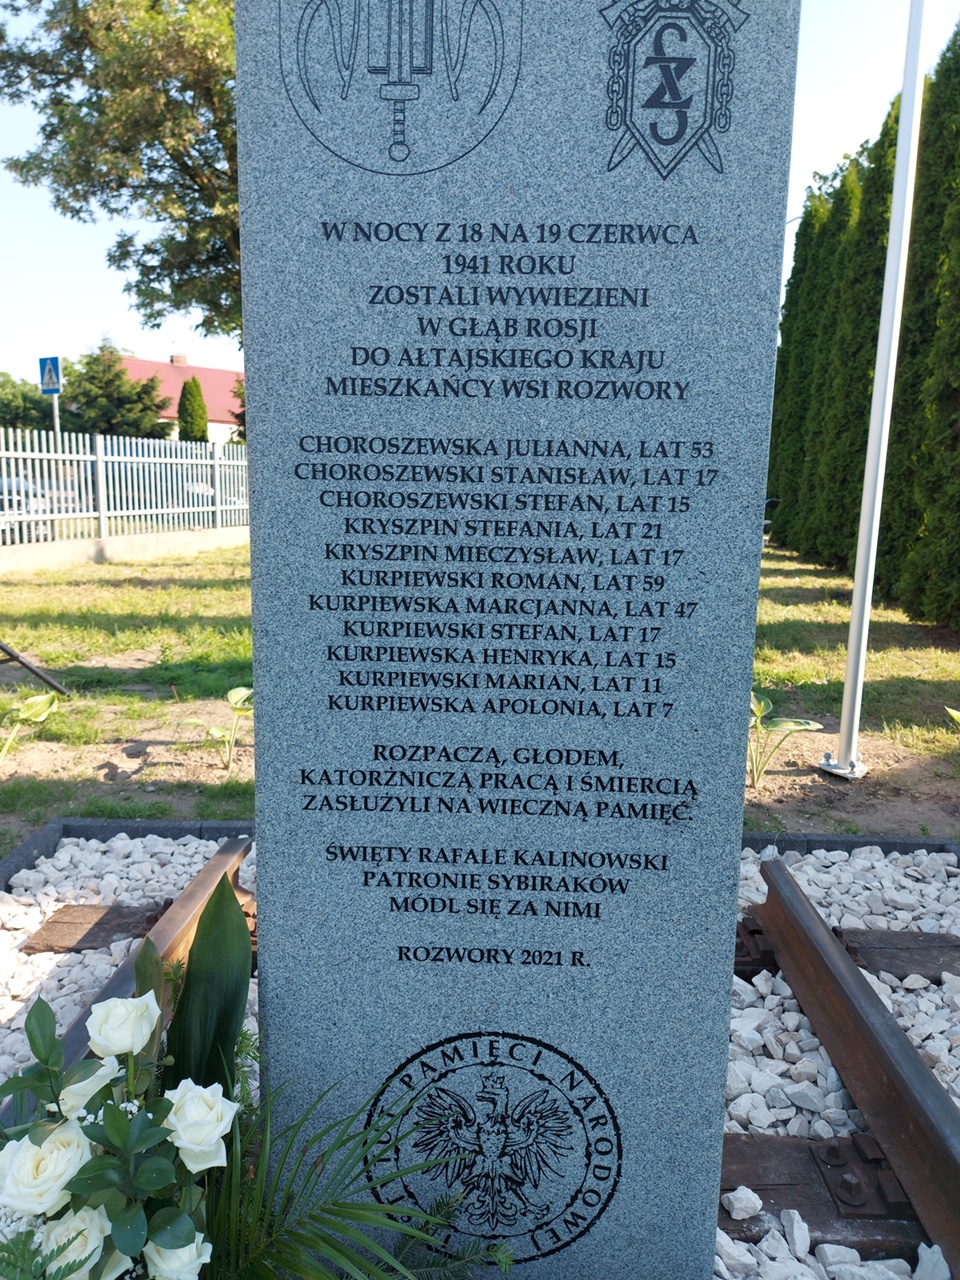 W NOCY Z 18 NA 19 CZERWCA
1941 ROKU
ZOSTALI WYWIEZIENI
W GŁĄB ROSJI
DO AŁTAJSKIEGO KRAJU
MIESZKAŃCY WSI ROZWORY
CHOROSZEWSKA JULIANNA, LAT 53
CHOROSZEWSKI STANISŁAW, LAT 17
CHOROSZEWSKI STEFAN, LAT 15
KRYSZPIN STEFANIA, LAT 21
KRYSZPIN MIECZYSŁAW, LAT 17
KURPIEWSKI ROMAN, LAT 59
KURPIEWSKA MARCJANNA, LAT 47
KURPIEWSKI STEFAN, LAT 17
KURPIEWSKA HENRYKA, LAT 15
KURPIEWSKI MARIAN, LAT 11
KURPIEWSKA APOLONIA, LAT 7
ROZPACZĄ, GŁODEM,
KATORŻNICZĄ PRACĄ I ŚMIERCIĄ
ZASŁUŻYLI NA WIECZNĄ PAMIĘĆ.
ŚWIĘTY RAFALE KALINOWSKI
PATRONIE SYBIRAKÓW
MÓDL SIĘ ZA NIMI
ROZWORY 2021 R.
PAMIĘCI NARODOWEJ